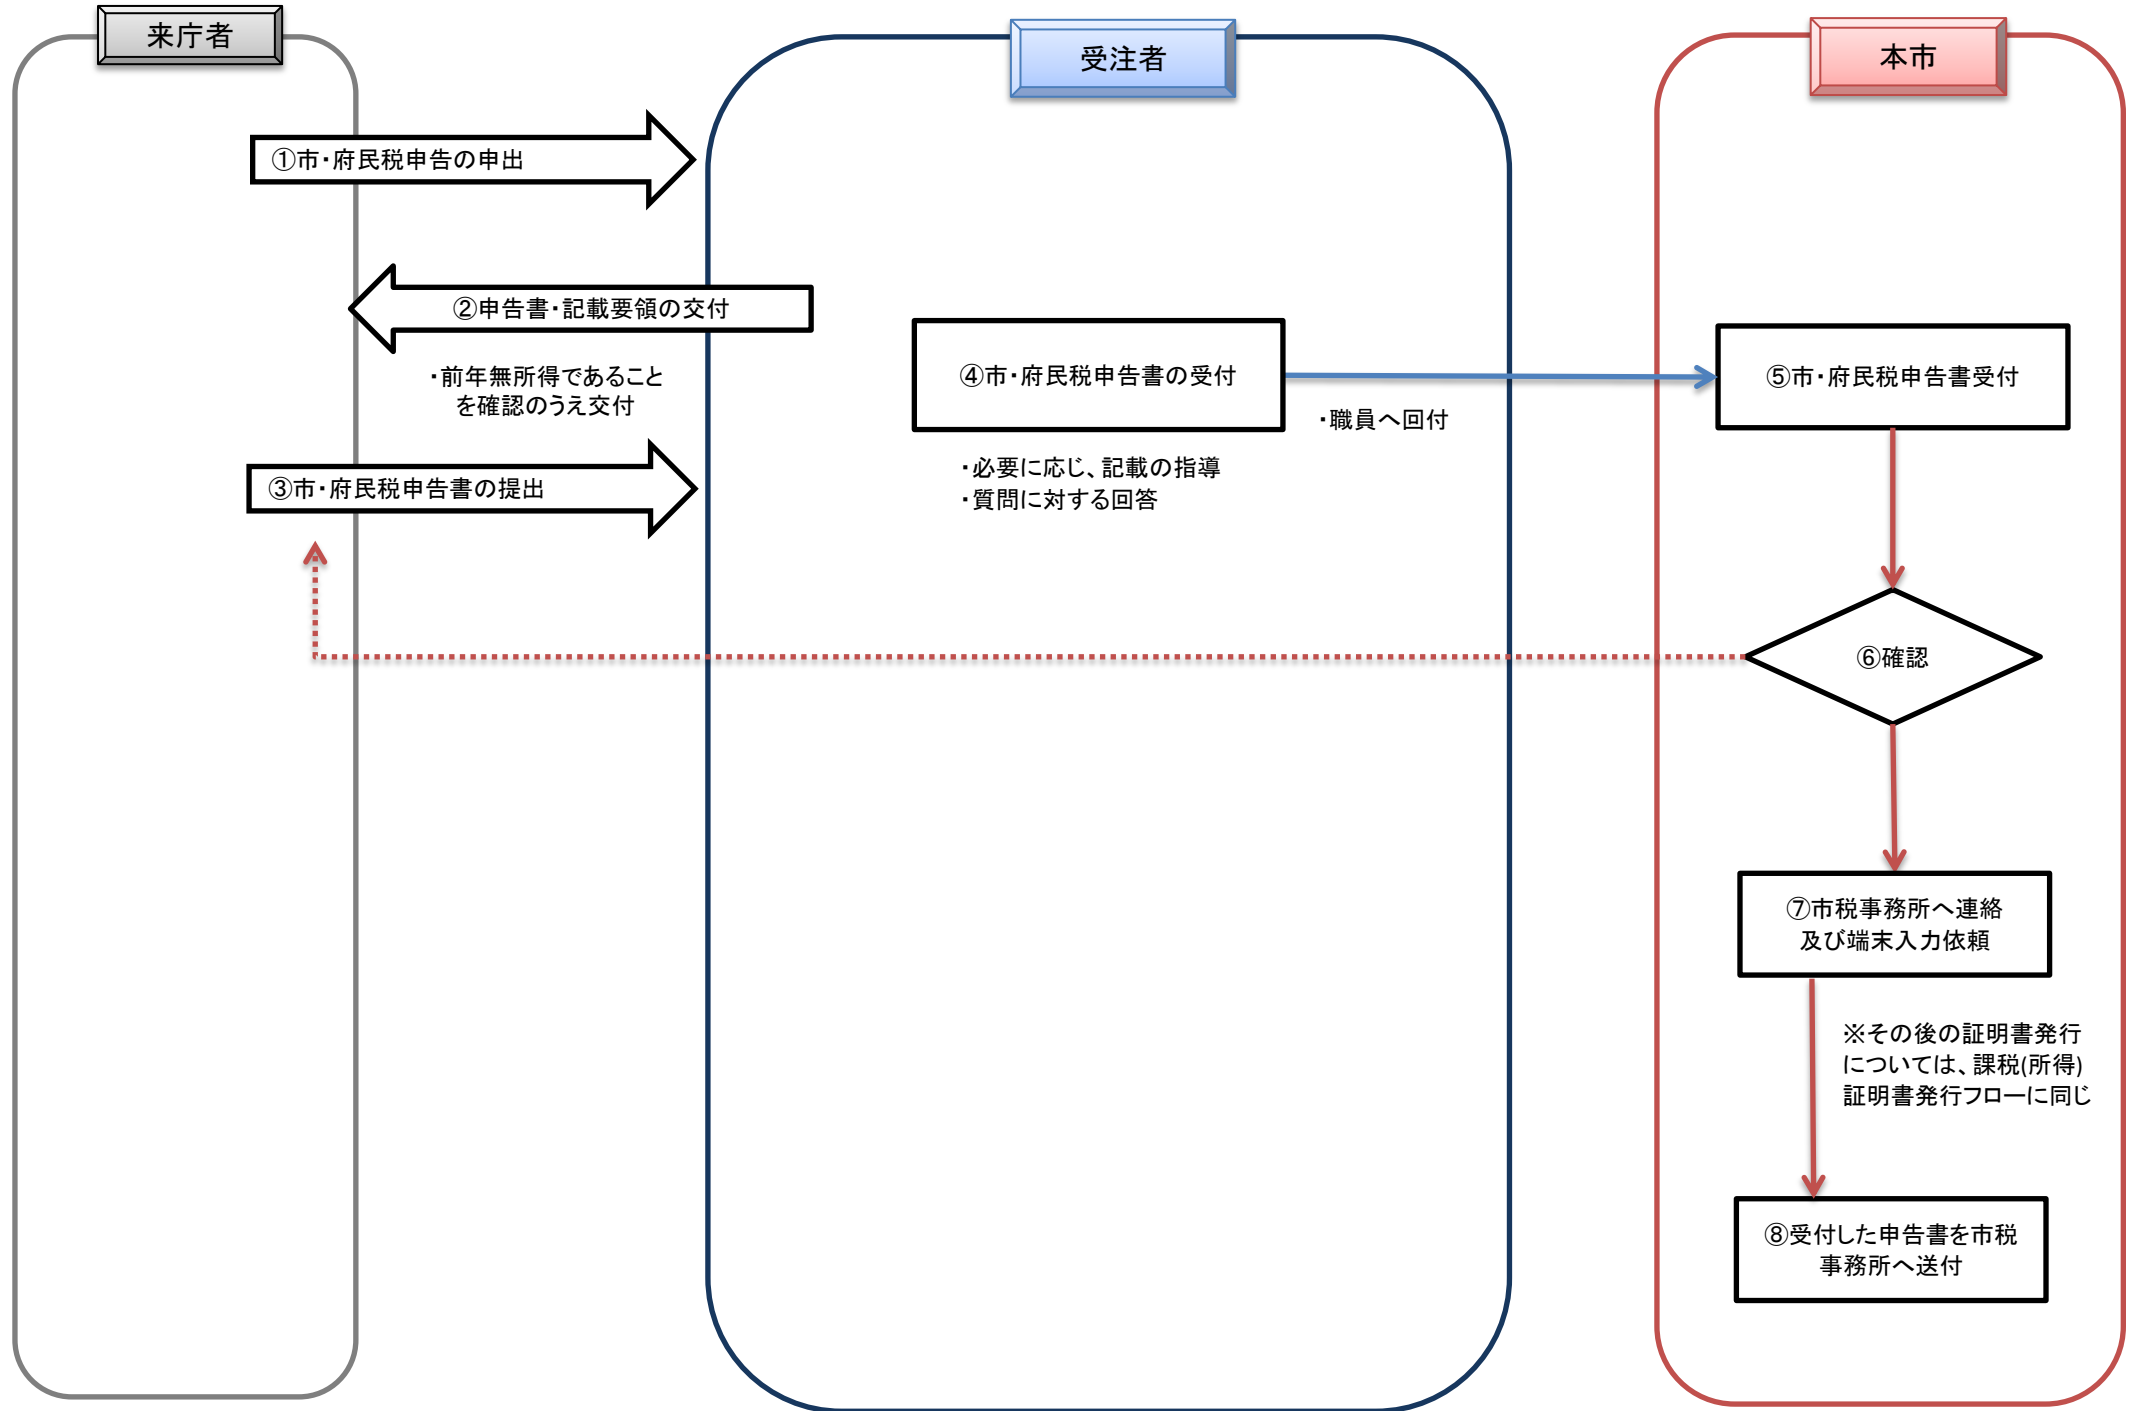 来庁者
受注者
本市
①市・府民税申告の申出
②申告書・記載要領の交付
・前年無所得であること
を確認のうえ交付
③市・府民税申告書の提出
④市・府民税申告書の受付
・必要に応じ、記載の指導
・質問に対する回答
・職員へ回付
⑤市・府民税申告書受付
⑥確認
⑦市税事務所へ連絡
及び端末入力依頼
※その後の証明書発行
については、課税(所得)
証明書発行フローに同じ
⑧受付した申告書を市税
事務所へ送付